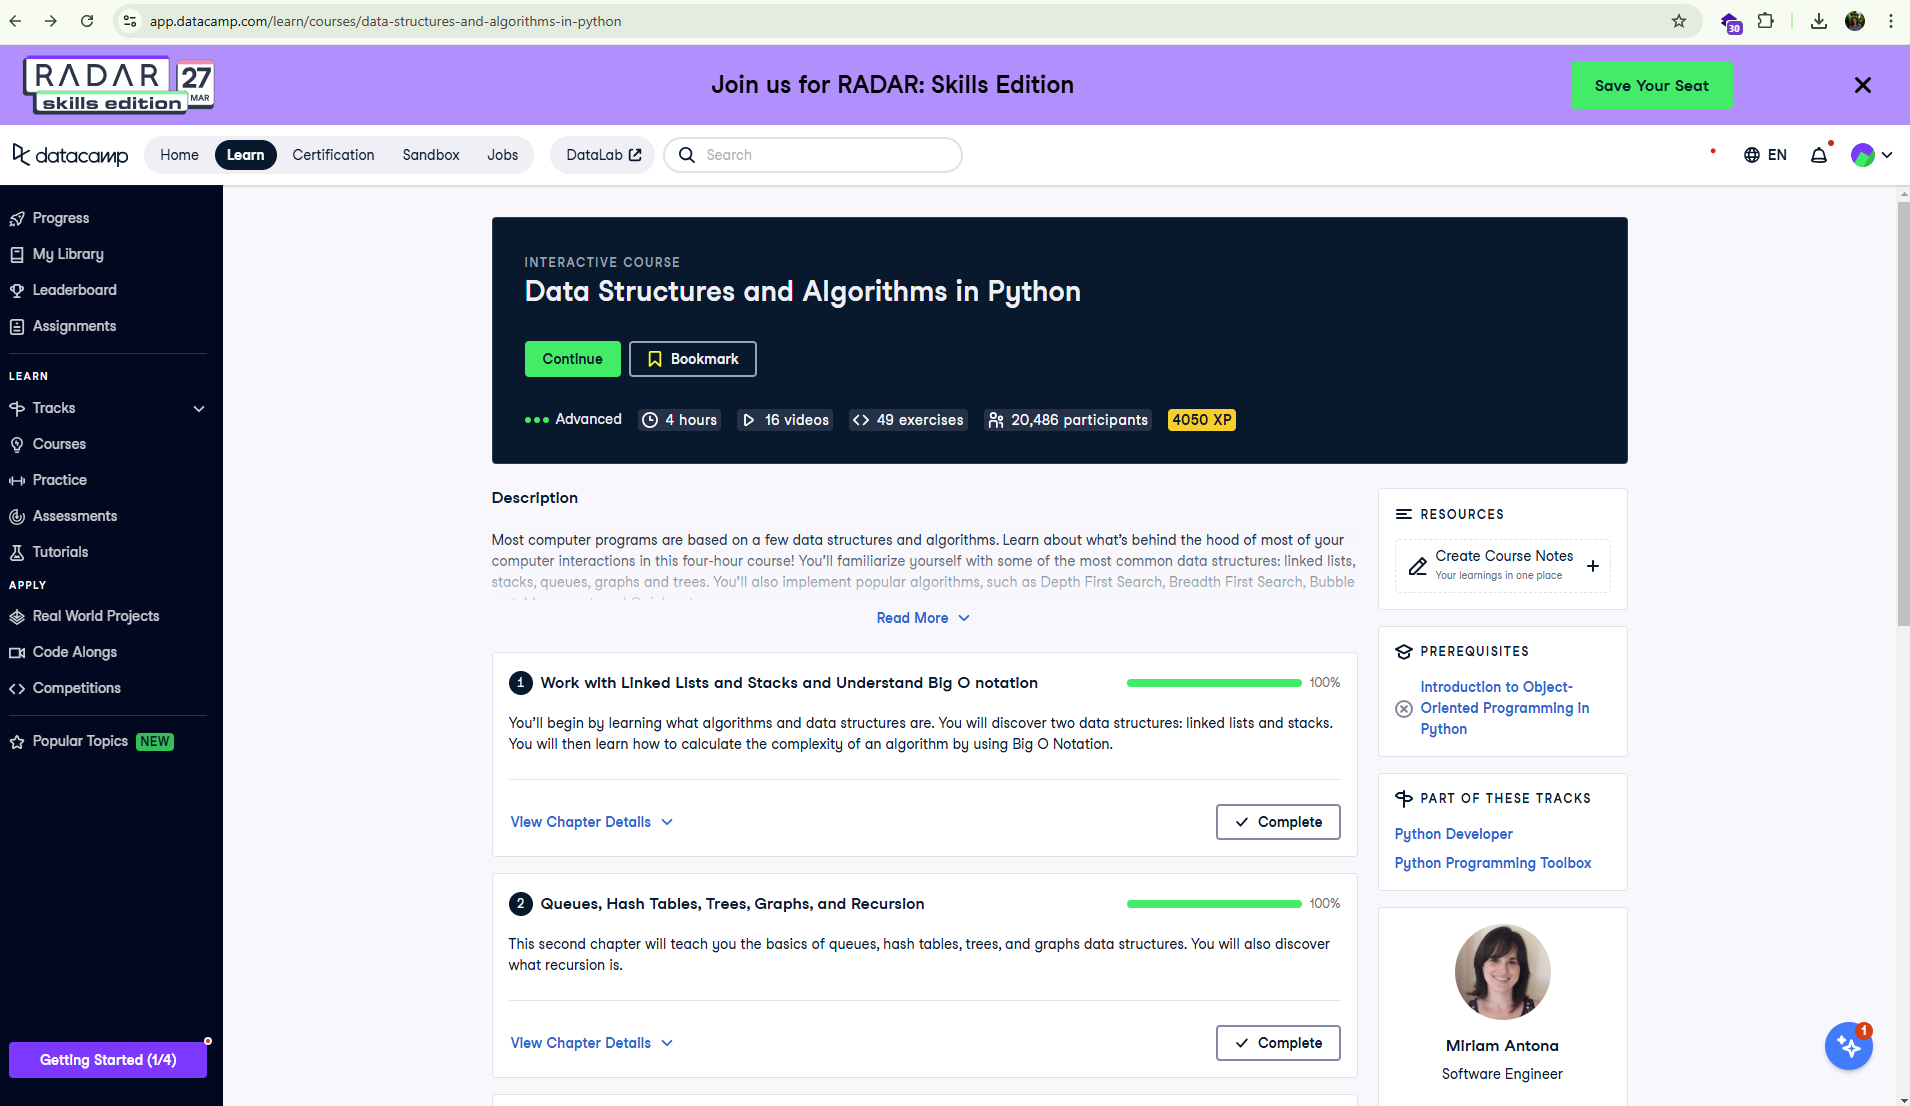 app.datacamp.com/learn/courses/data-structures-and-algorithms-in-python
30
RADAR
skills edition
27
MAR
Join us for RADAR: Skills Edition
Save Your Seat
datacamp
Home
Learn
Certification
Sandbox
Jobs
DataLab
Search
EN
Progress
My Library
Leaderboard
Assignments
LEARN
Tracks
Courses
Practice
Assessments
Tutorials
APPLY
Real World Projects
Code Alongs
Competitions
Popular Topics NEW
Getting Started (1/4)
INTERACTIVE COURSE
Data Structures and Algorithms in Python
Continue
Bookmark
Advanced
4 hours
16 videos
49 exercises
20,486 participants
4050 XP
Description
Most computer programs are based on a few data structures and algorithms. Learn about what's behind the hood of most of your
computer interactions in this four-hour course! You'll familiarize yourself with some of the most common data structures: linked lists,
stacks, queues, graphs and trees. You'll also implement popular algorithms, such as Depth First Search, Breadth First Search, Bubble
Read More
1 Work with Linked Lists and Stacks and Understand Big O notation
100%
You'll begin by learning what algorithms and data structures are. You will discover two data structures: linked lists and stacks.
You will then learn how to calculate the complexity of an algorithm by using Big O Notation.
View Chapter Details
Complete
2 Queues, Hash Tables, Trees, Graphs, and Recursion
100%
This second chapter will teach you the basics of queues, hash tables, trees, and graphs data structures. You will also discover
what recursion is.
View Chapter Details
Complete
RESOURCES
Create Course Notes
Your learnings in one place
PREREQUISITES
Introduction to Object-
Oriented Programming in
Python
PART OF THESE TRACKS
Python Developer
Python Programming Toolbox
Miriam Antona
Software Engineer
1